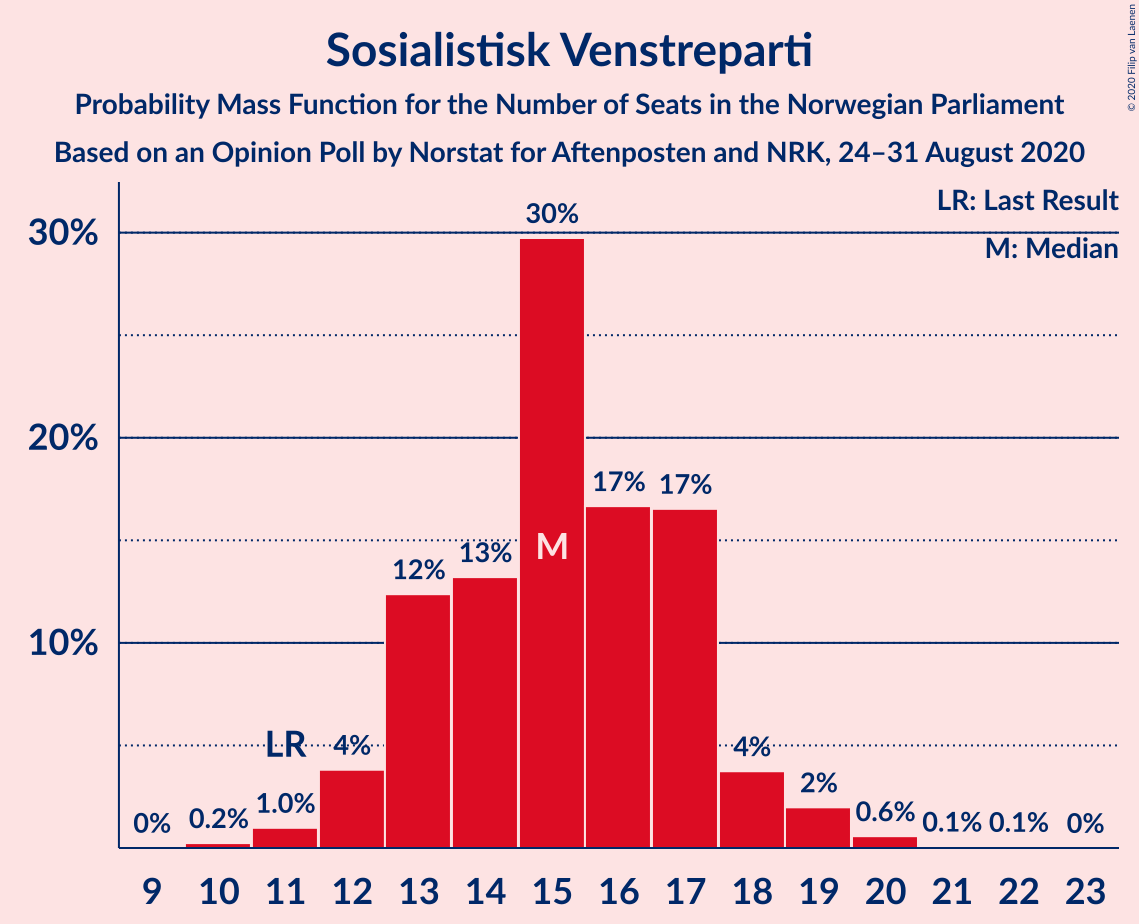 Sosialistisk Venstreparti
Probability Mass Function for the Number of Seats in the Norwegian Parliament
Based on an Opinion Poll by Norstat for Aftenposten and NRK, 24–31 August 2020
© 2020 Filip van Laenen
LR: Last Result
M: Median
30%
20%
10%
0%
0.2%
1.0%
LR
4%
12%
13%
30%
M
17%
17%
4%
2%
0.6%
0.1%
0.1%
0%
9 10 11 12 13 14 15 16 17 18 19 20 21 22 23